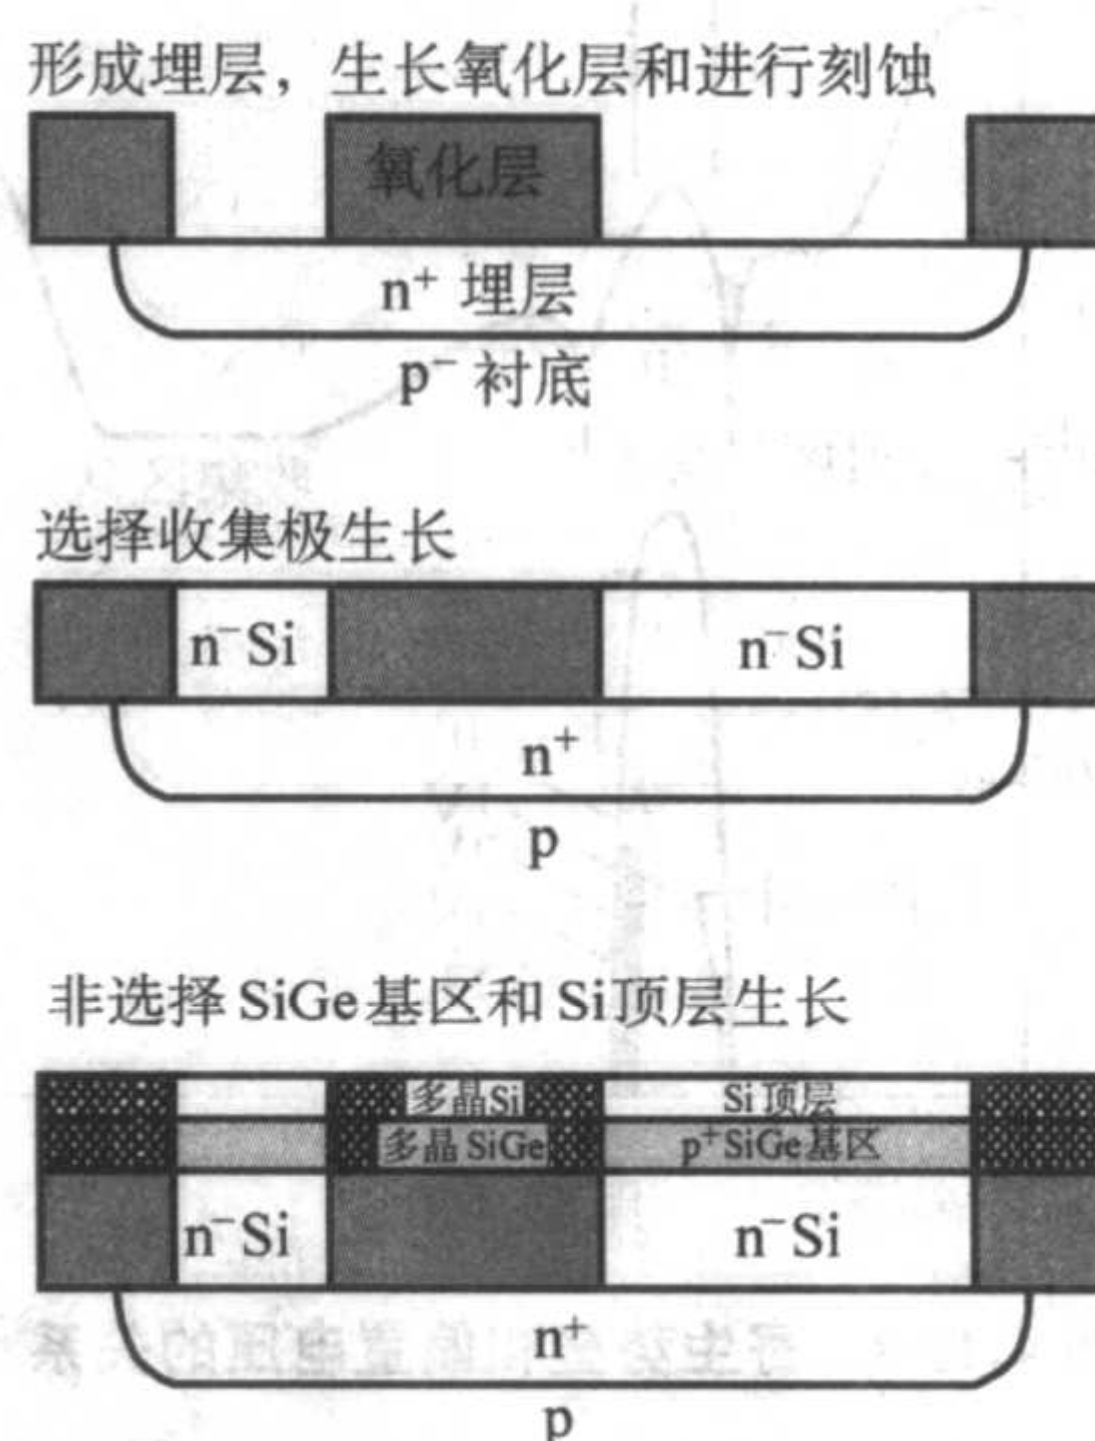 形成埋层，生长氧化层和进行刻蚀
氧化层
n⁺ 埋层
p⁻ 衬底
选择收集极生长
n⁻Si
n⁻Si
n⁺
p
非选择SiGe基区和Si顶层生长
多晶Si
Si顶层
多晶SiGe
p⁺SiGe基区
n⁻Si
n⁻Si
n⁺
p